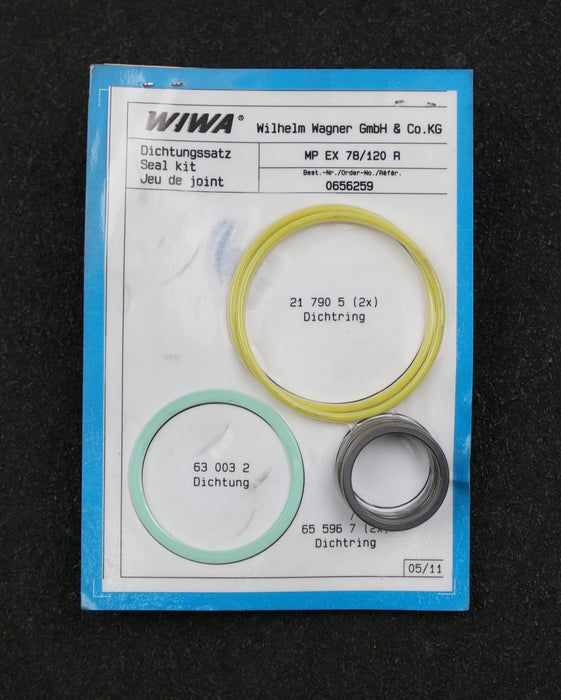 WIWA®
Wilhelm Wagner GmbH & Co.KG
Dichtungssatz
Seal kit
Jeu de joint
MP EX 78/120 R
Best.-Nr./Order-No./Référ.
0656259
21 790 5 (2x)
Dichtring
63 003 2
Dichtung
65 596 7 (2x)
Dichtring
05/11